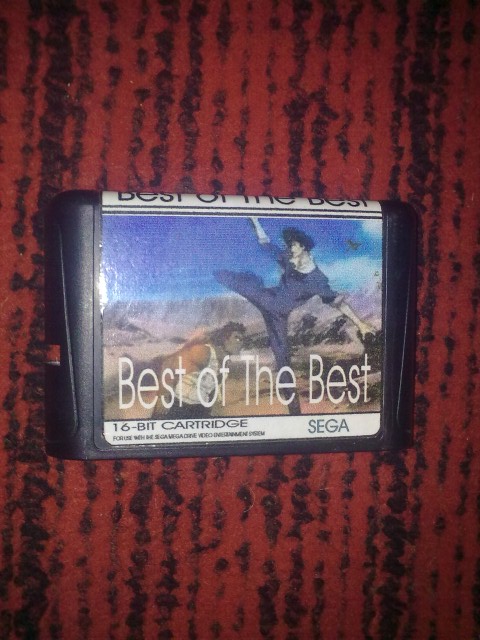 Best of The Best
Best of The Best
16-BIT CARTRIDGE
SEGA
FOR USE WITH THE SEGA MEGA DRIVE VIDEO ENTERTAINMENT SYSTEM